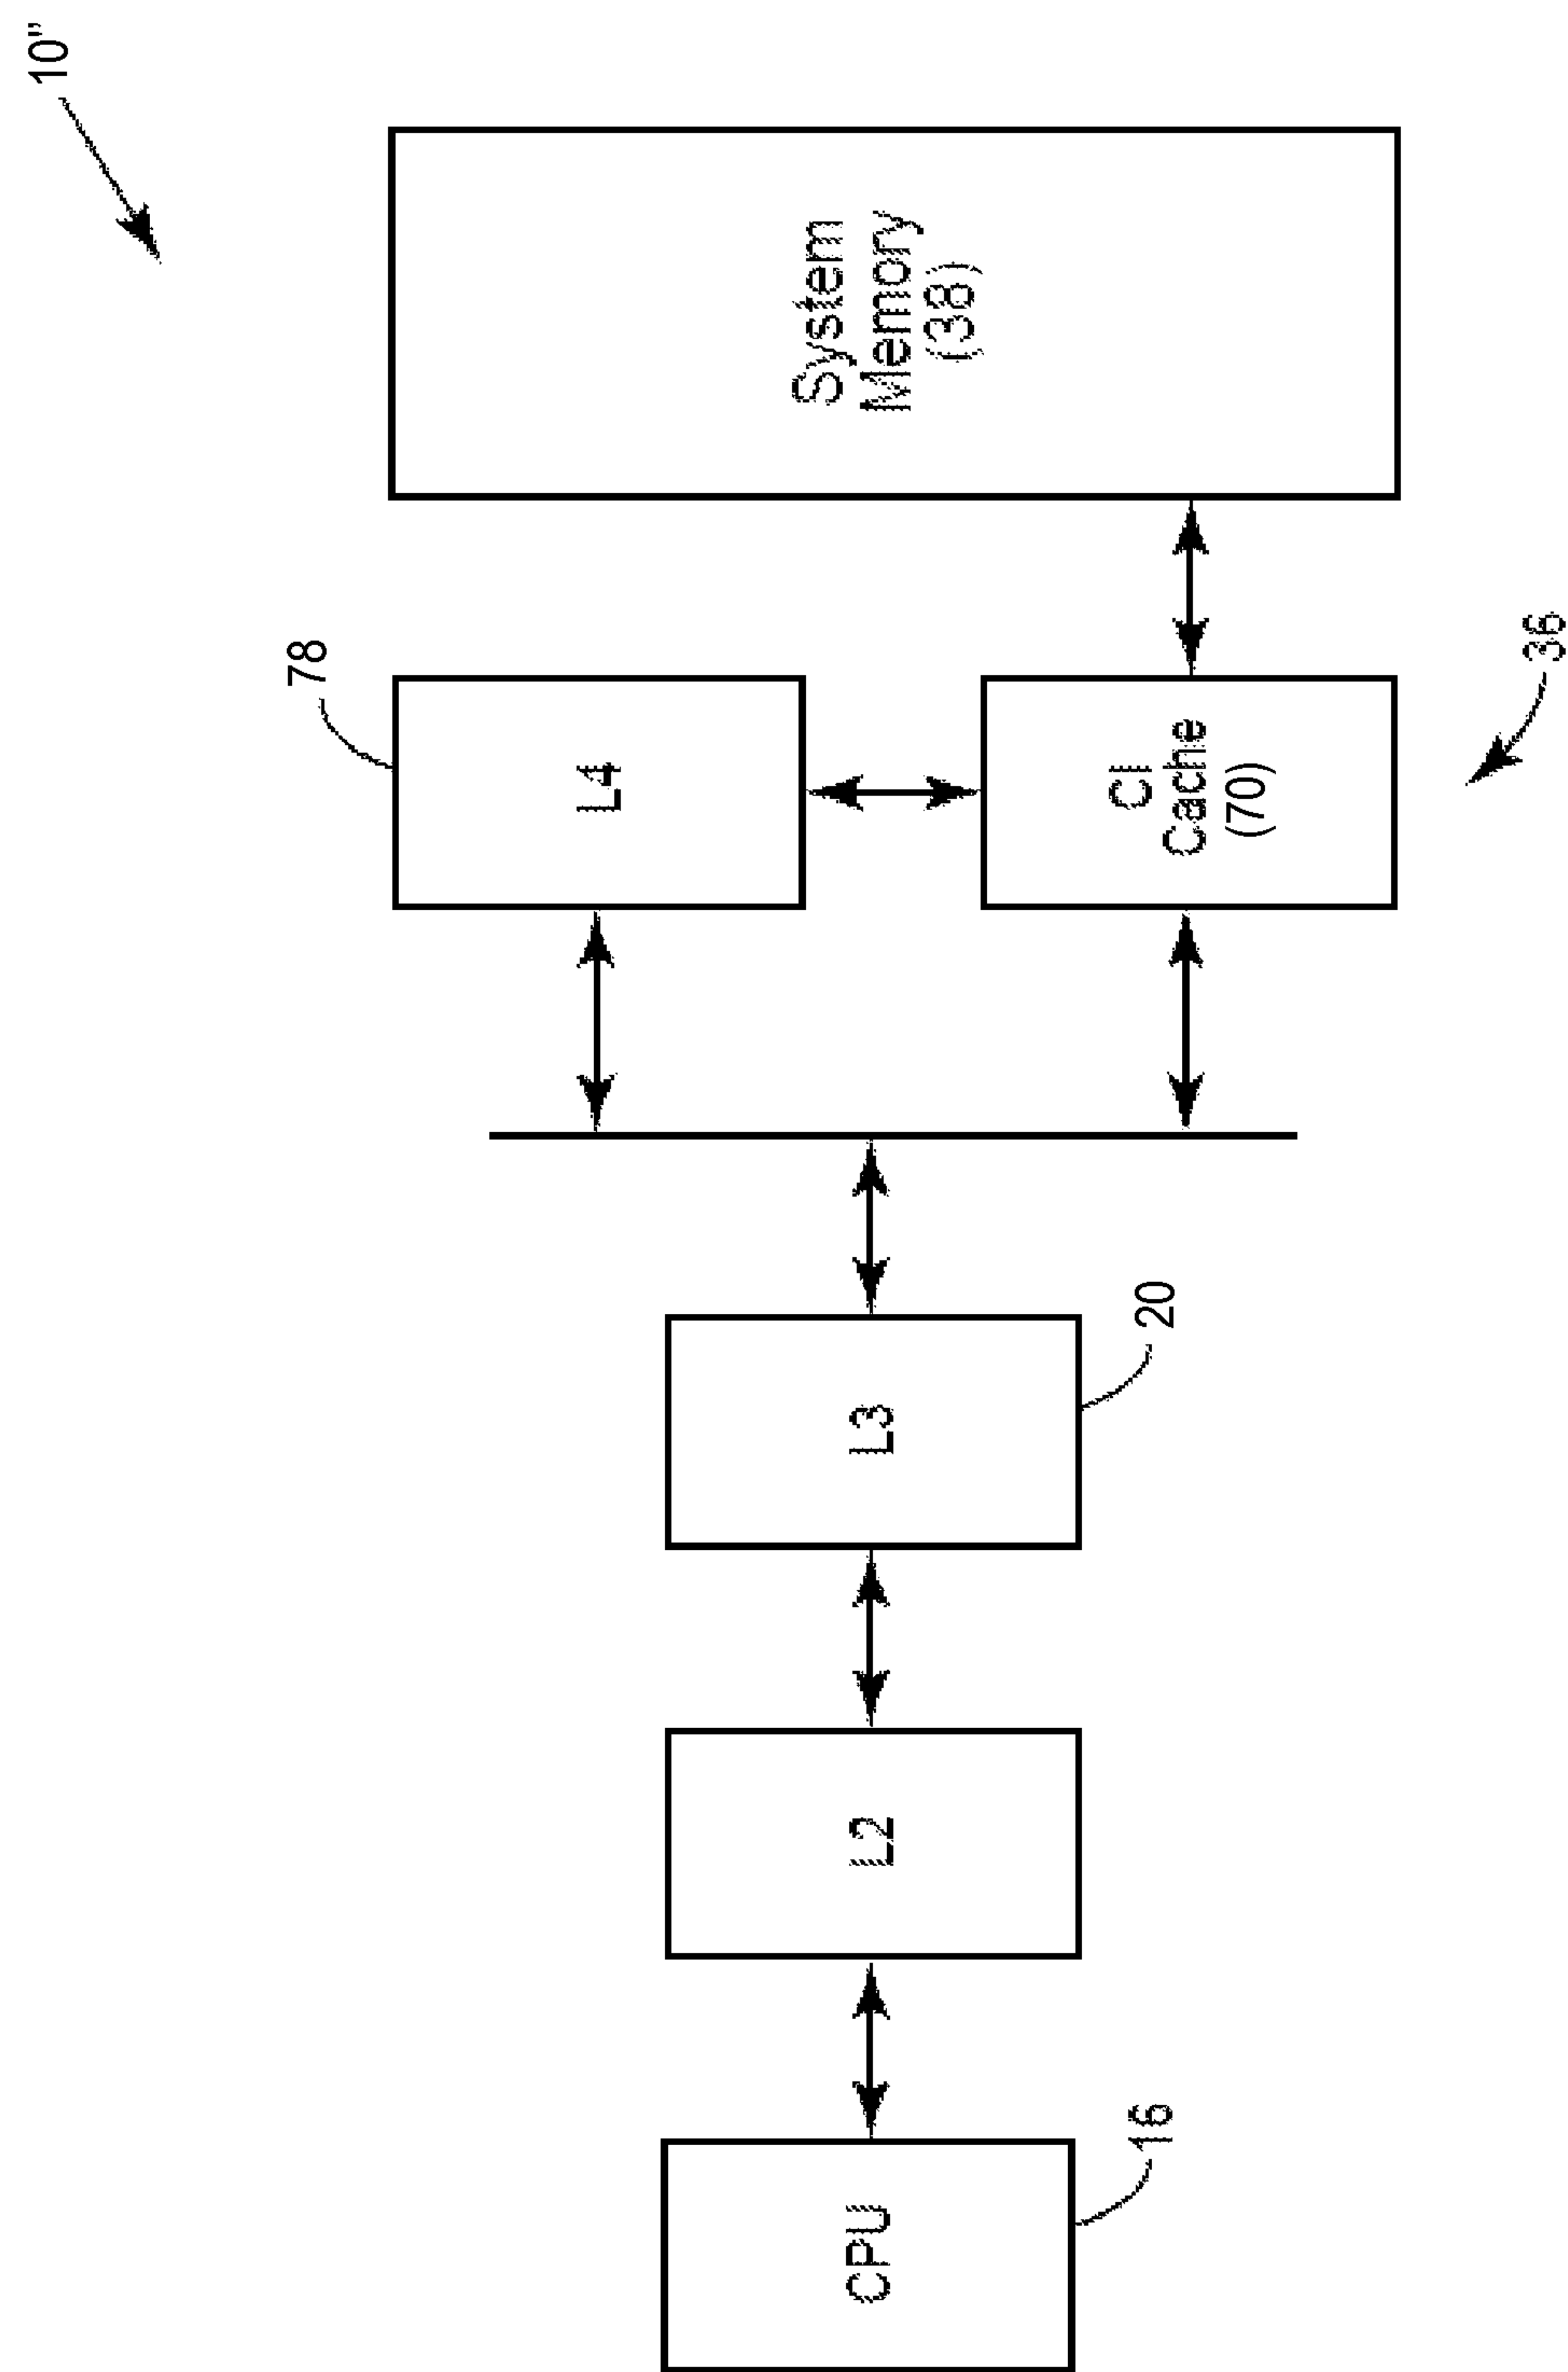 10"
CPU
16
L2
L3
20
L4
78
CI
Cache
(70)
36
System
Memory
(38)